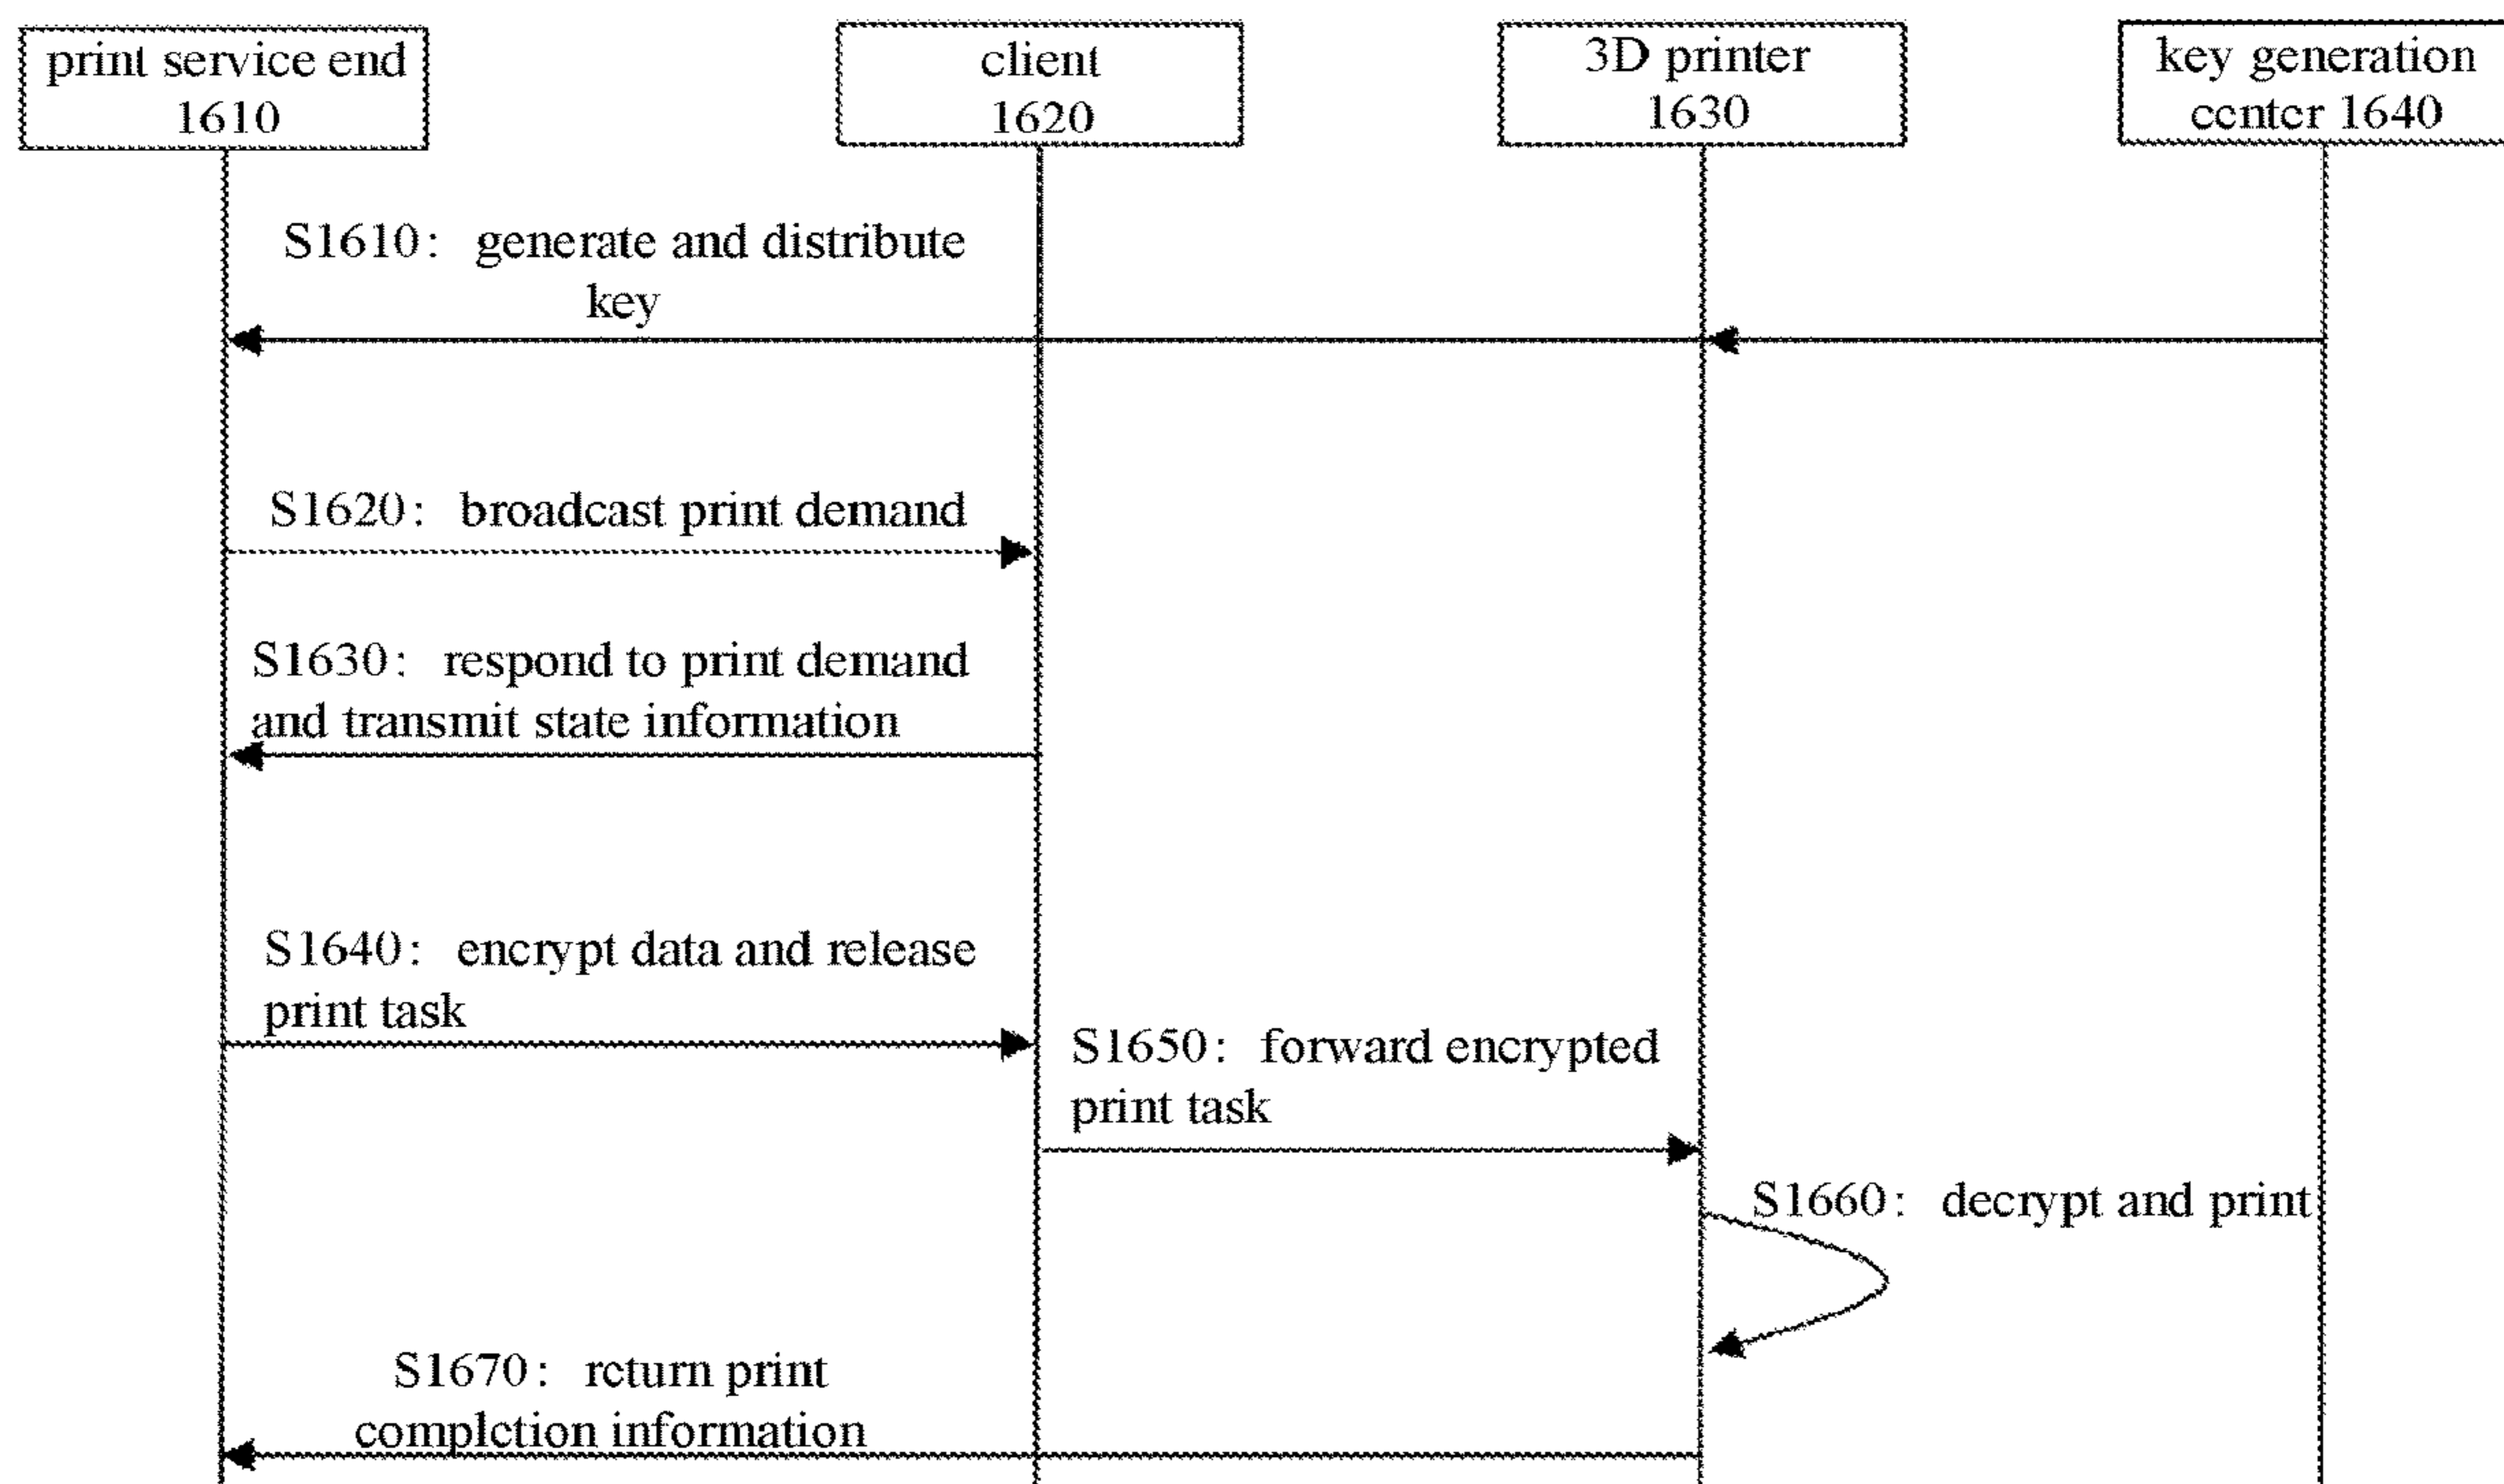 print service end
1610
client
1620
3D printer
1630
key generation
center 1640
S1610: generate and distribute
key
S1620: broadcast print demand
S1630: respond to print demand
and transmit state information
S1640: encrypt data and release
print task
S1650: forward encrypted
print task
S1660: decrypt and print
S1670: return print
completion information